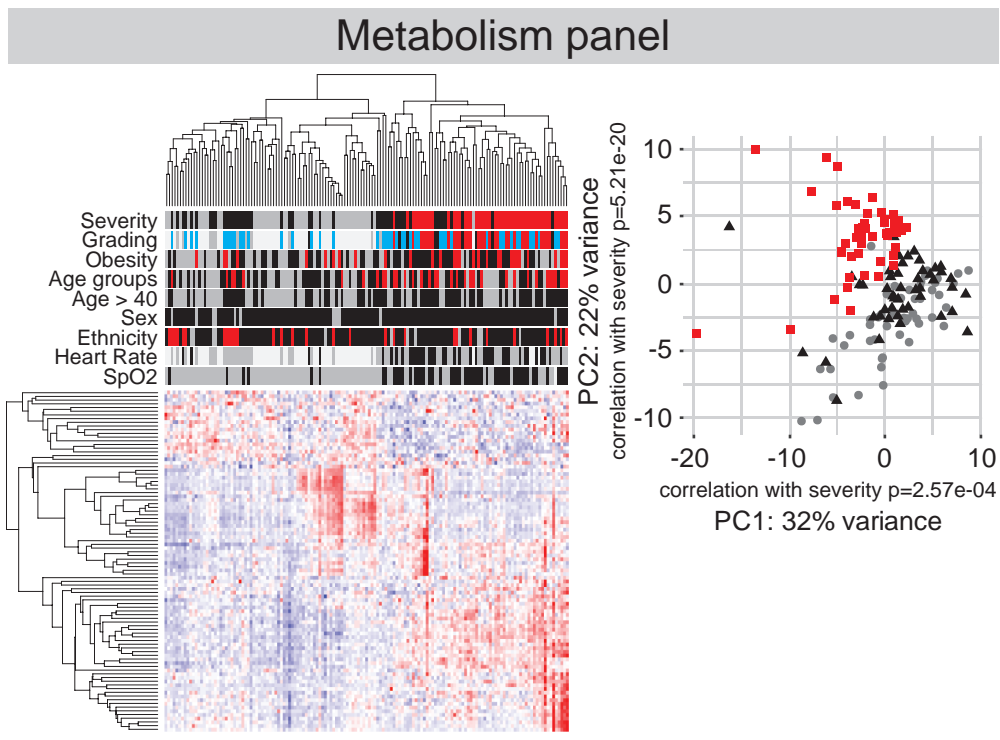 Metabolism panel
Severity
Grading
Obesity
Age groups
Age > 40
Sex
Ethnicity
Heart Rate
SpO2
PC2: 22% variance
correlation with severity p=5.21e-20
10
5
0
-5
-10
-20
-10
0
10
correlation with severity p=2.57e-04
PC1: 32% variance